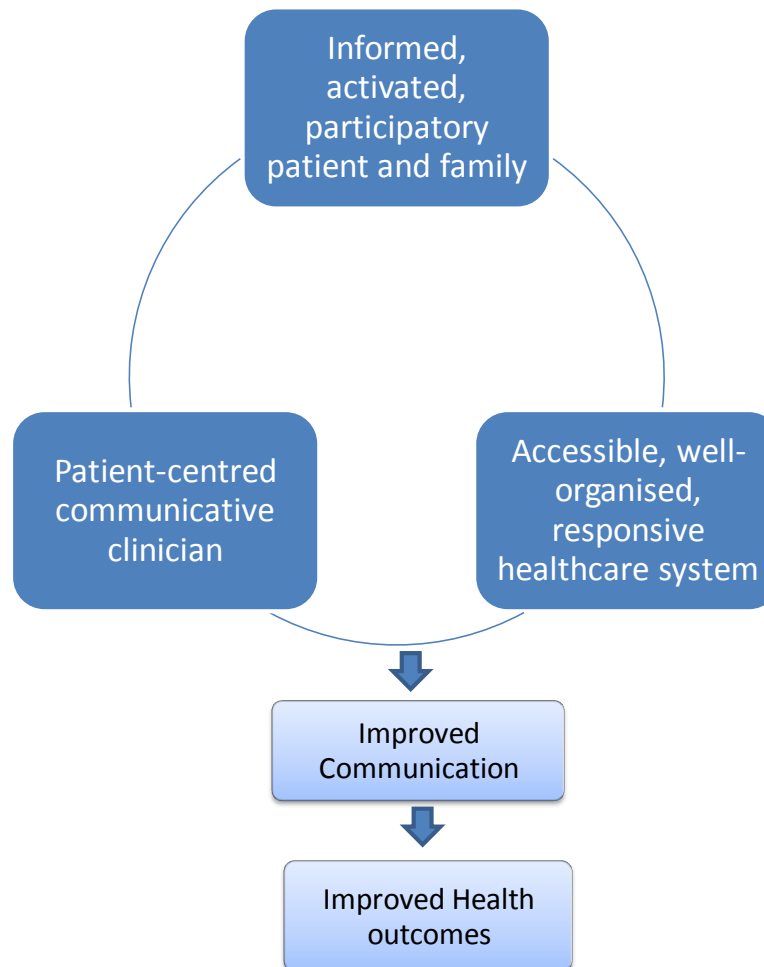 Informed,
activated,
participatory
patient and family
Patient-centred
communicative
clinician
Accessible, well-
organised,
responsive
healthcare system
Improved
Communication
Improved Health
outcomes